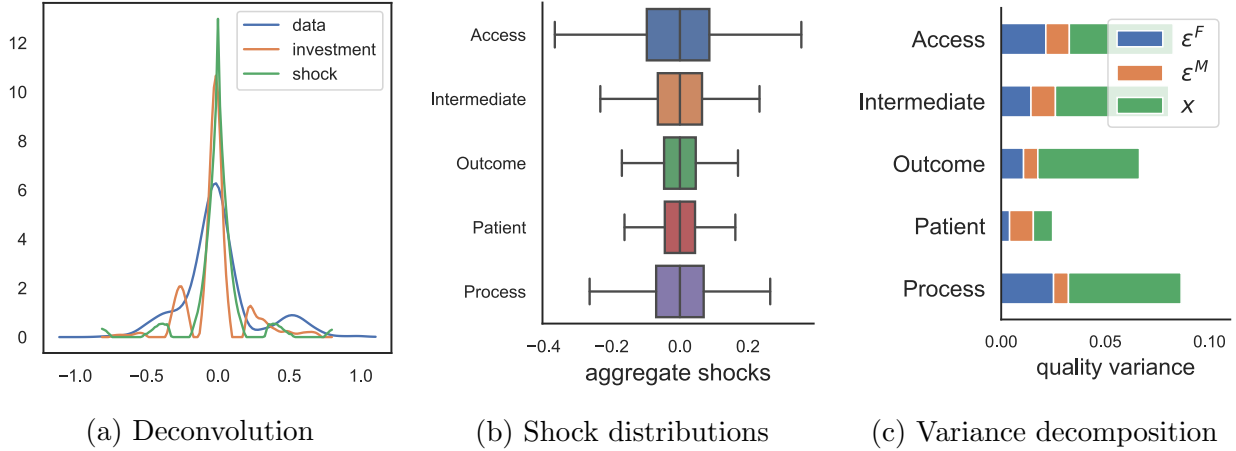 data
investment
shock
12
10
8
6
4
2
0
−1.0
−0.5
0.0
0.5
1.0
(a) Deconvolution
Access
Intermediate
Outcome
Patient
Process
−0.4
−0.2
0.0
0.2
aggregate shocks
(b) Shock distributions
Access
Intermediate
Outcome
Patient
Process
ε^F
ε^M
x
0.00
0.05
0.10
quality variance
(c) Variance decomposition